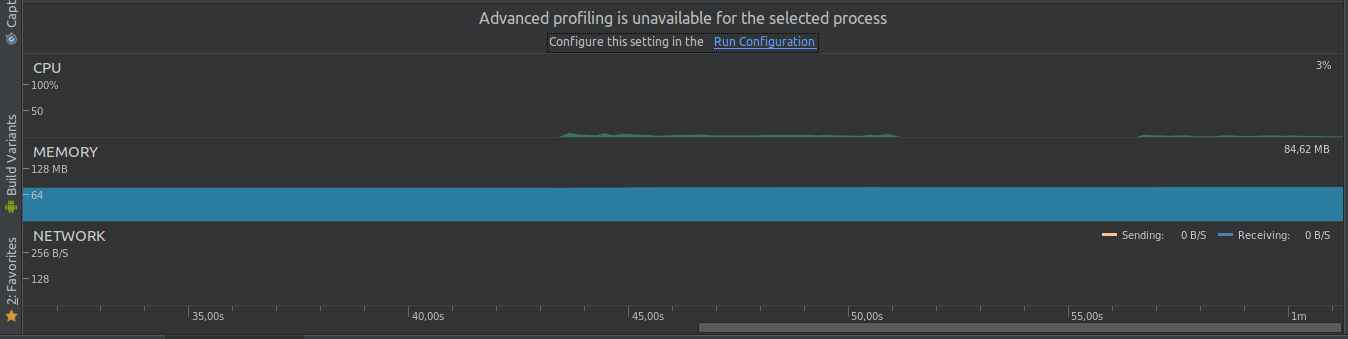 Advanced profiling is unavailable for the selected process
Configure this setting in the Run Configuration
CPU
3%
100%
50
MEMORY
84,62 MB
128 MB
64
NETWORK
Sending: 0 B/S Receiving: 0 B/S
256 B/S
128
35,00s 40,00s 45,00s 50,00s 55,00s 1m
Capt
Build Variants
2: Favorites